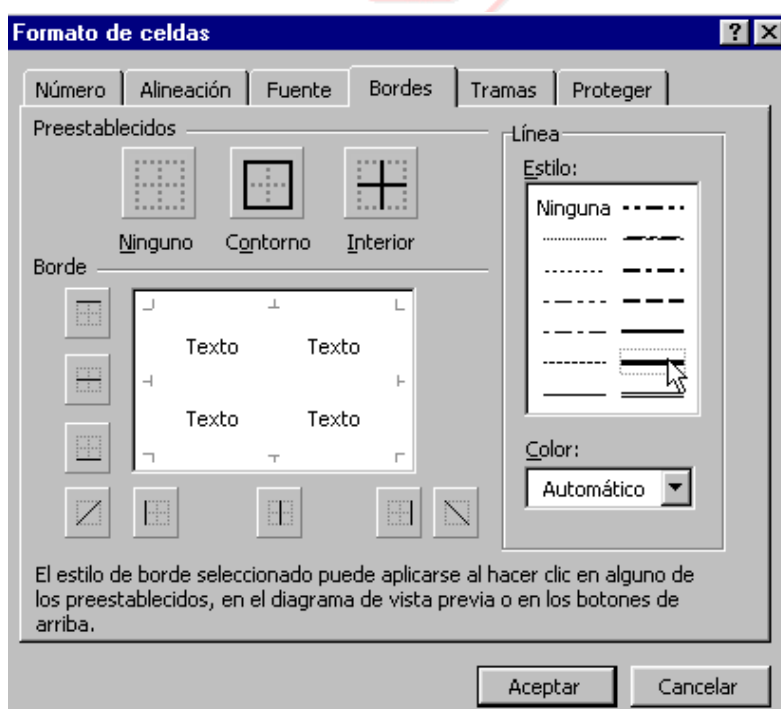 Formato de celdas
Número Alineación Fuente Bordes Tramas Proteger
Preestablecidos
Ninguno Contorno Interior
Borde
Texto Texto
Texto Texto
Línea
Estilo:
Ninguna
Color:
Automático
El estilo de borde seleccionado puede aplicarse al hacer clic en alguno de
los preestablecidos, en el diagrama de vista previa o en los botones de
arriba.
Aceptar Cancelar